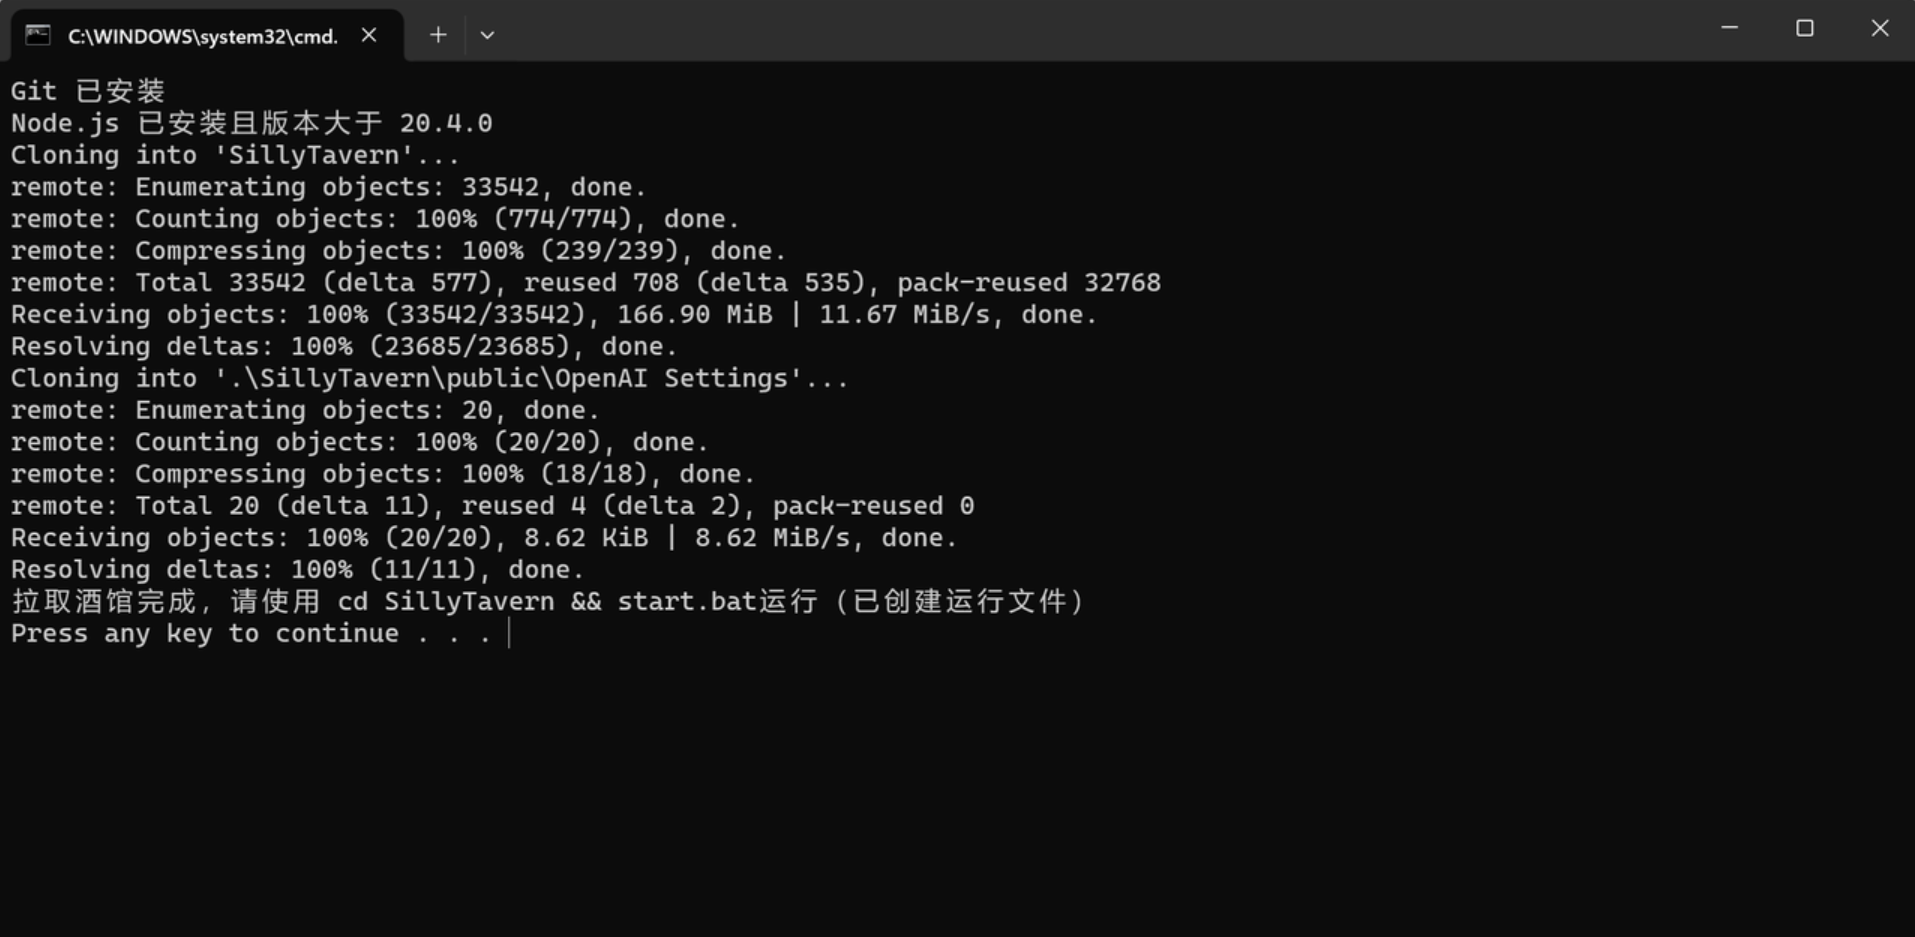 C:\WINDOWS\system32\cmd.
Git 已安装
Node.js 已安装且版本大于 20.4.0
Cloning into 'SillyTavern'...
remote: Enumerating objects: 33542, done.
remote: Counting objects: 100% (774/774), done.
remote: Compressing objects: 100% (239/239), done.
remote: Total 33542 (delta 577), reused 708 (delta 535), pack-reused 32768
Receiving objects: 100% (33542/33542), 166.90 MiB | 11.67 MiB/s, done.
Resolving deltas: 100% (23685/23685), done.
Cloning into '.\SillyTavern\public\OpenAI Settings'...
remote: Enumerating objects: 20, done.
remote: Counting objects: 100% (20/20), done.
remote: Compressing objects: 100% (18/18), done.
remote: Total 20 (delta 11), reused 4 (delta 2), pack-reused 0
Receiving objects: 100% (20/20), 8.62 KiB | 8.62 MiB/s, done.
Resolving deltas: 100% (11/11), done.
拉取酒馆完成，请使用 cd SillyTavern && start.bat运行（已创建运行文件）
Press any key to continue . . .